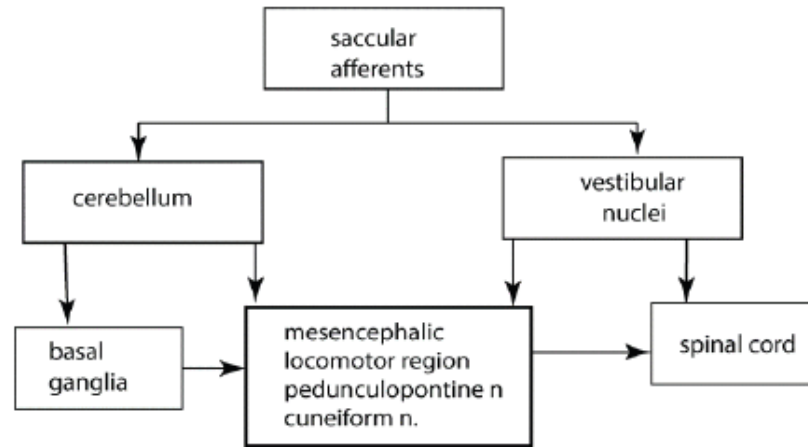 saccular
afferents
cerebellum
vestibular
nuclei
basal
ganglia
mesencephalic
locomotor region
pedunculopontine n
cuneiform n.
spinal cord